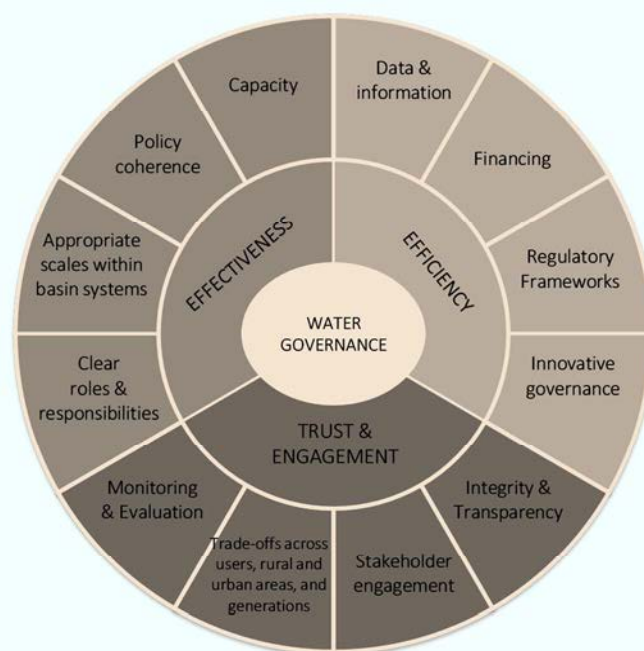 Capacity
Data &
information
Policy
coherence
Financing
Appropriate
scales within
basin systems
EFFECTIVENESS
EFFICIENCY
Regulatory
Frameworks
WATER
GOVERNANCE
Clear
roles &
responsibilities
Innovative
governance
TRUST &
ENGAGEMENT
Monitoring
& Evaluation
Integrity &
Transparency
Trade-offs across
users, rural and
urban areas, and
generations
Stakeholder
engagement